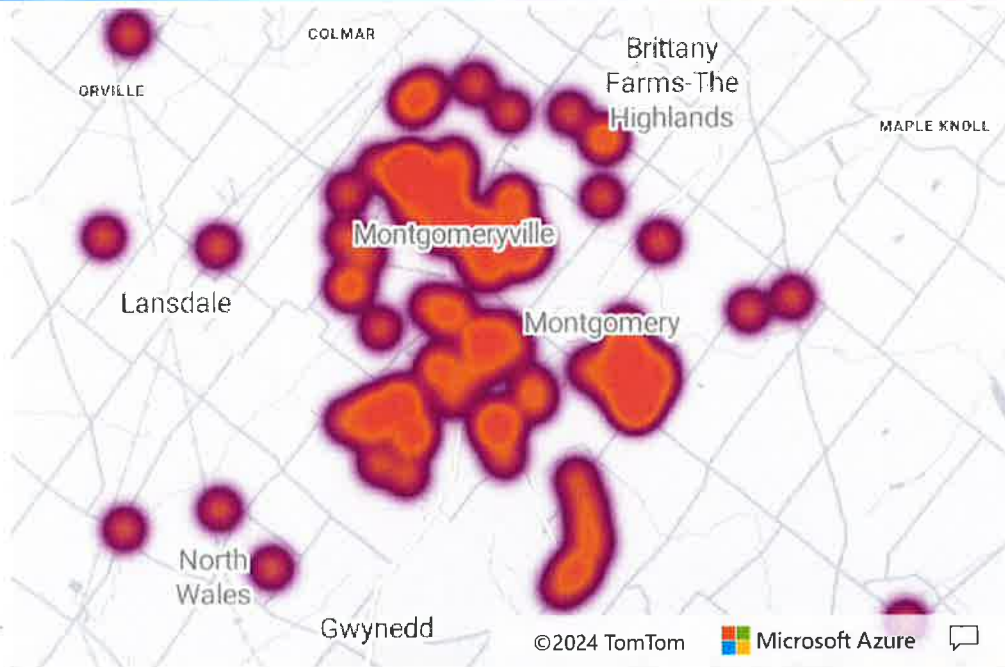 COLMAR
Brittany
Farms-The
Highlands
ORVILLE
MAPLE KNOLL
Montgomeryville
Lansdale
Montgomery
North
Wales
Gwynedd
©2024 TomTom
Microsoft Azure